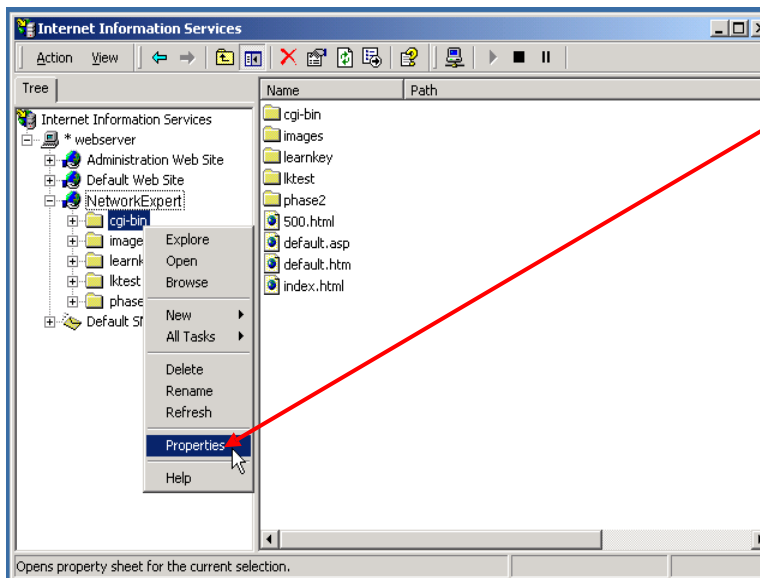 Internet Information Services
Action View
Tree
Name Path
Internet Information Services
* webserver
Administration Web Site
Default Web Site
NetworkExpert
cgi-bin
image
learnk
lktest
phase
Default S
Explore
Open
Browse
New
All Tasks
Delete
Rename
Refresh
Properties
Help
cgi-bin
images
learnkey
lktest
phase2
500.html
default.asp
default.htm
index.html
Opens property sheet for the current selection.